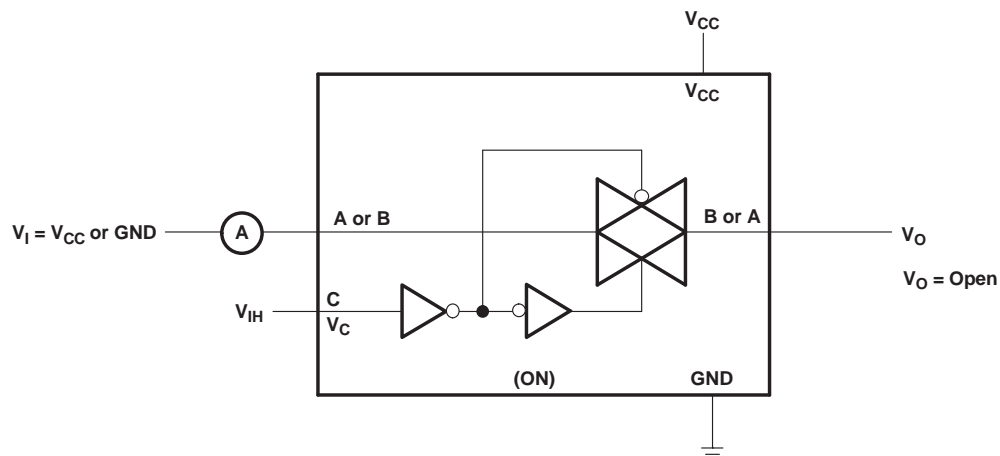 VCC
VCC
A or B
B or A
VI = VCC or GND
A
VO
VO = Open
C
VIH
VC
(ON)
GND